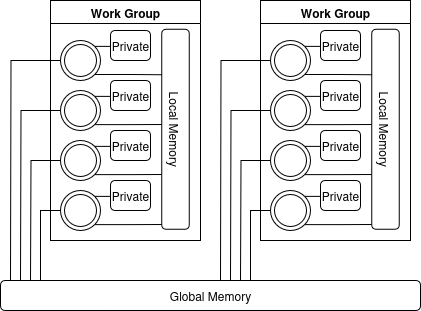 Work Group
Private
Private
Private
Private
Local Memory
Work Group
Private
Private
Private
Private
Local Memory
Global Memory